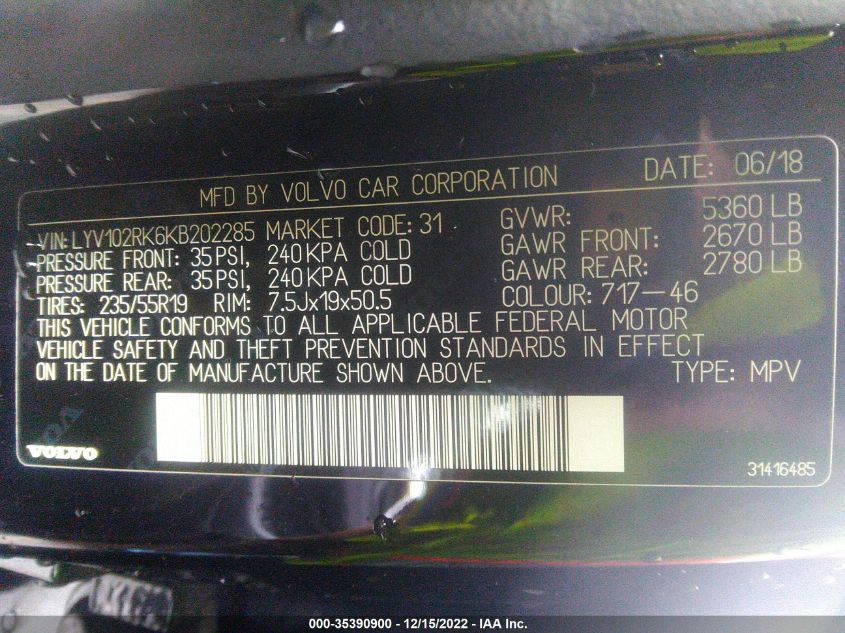 MFD BY VOLVO CAR CORPORATION DATE: 06/18
VIN: LYV102RK6KB202285 MARKET CODE: 31 GVWR: 5360 LB
PRESSURE FRONT: 35 PSI, 240 KPA COLD GAWR FRONT: 2670 LB
PRESSURE REAR: 35 PSI, 240 KPA COLD GAWR REAR: 2780 LB
TIRES: 235/55R19 RIM: 7.5Jx19x50.5 COLOUR: 717-46
THIS VEHICLE CONFORMS TO ALL APPLICABLE FEDERAL MOTOR
VEHICLE SAFETY AND THEFT PREVENTION STANDARDS IN EFFECT
ON THE DATE OF MANUFACTURE SHOWN ABOVE. TYPE: MPV
VOLVO
31416485
000-35390900 - 12/15/2022 - IAA Inc.